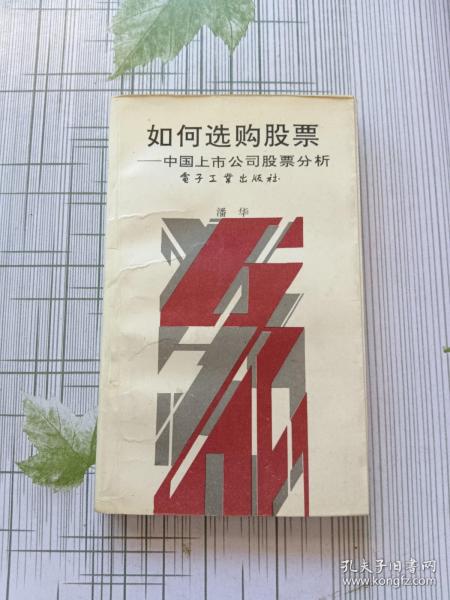 如何选购股票
——中国上市公司股票分析
電子工業出版社
潘 华
孔夫子旧书网
www.kongfz.com